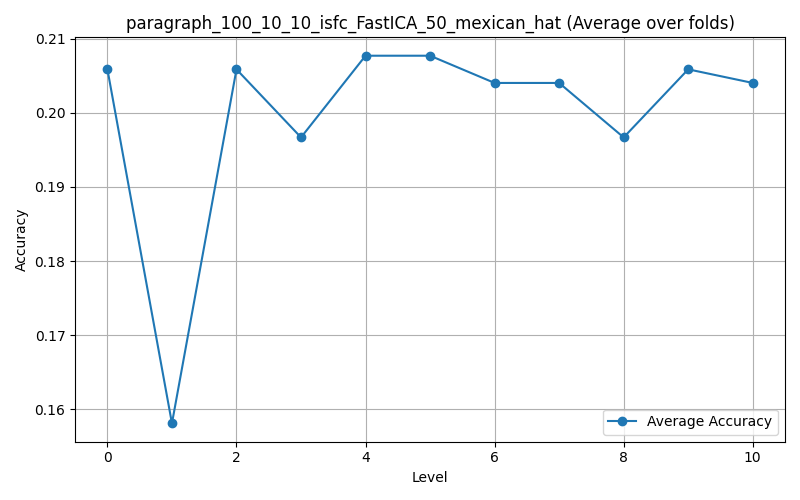 paragraph_100_10_10_isfc_FastICA_50_mexican_hat (Average over folds)
0.21
0.20
0.19
0.18
0.17
0.16
Accuracy
Average Accuracy
0 2 4 6 8 10
Level